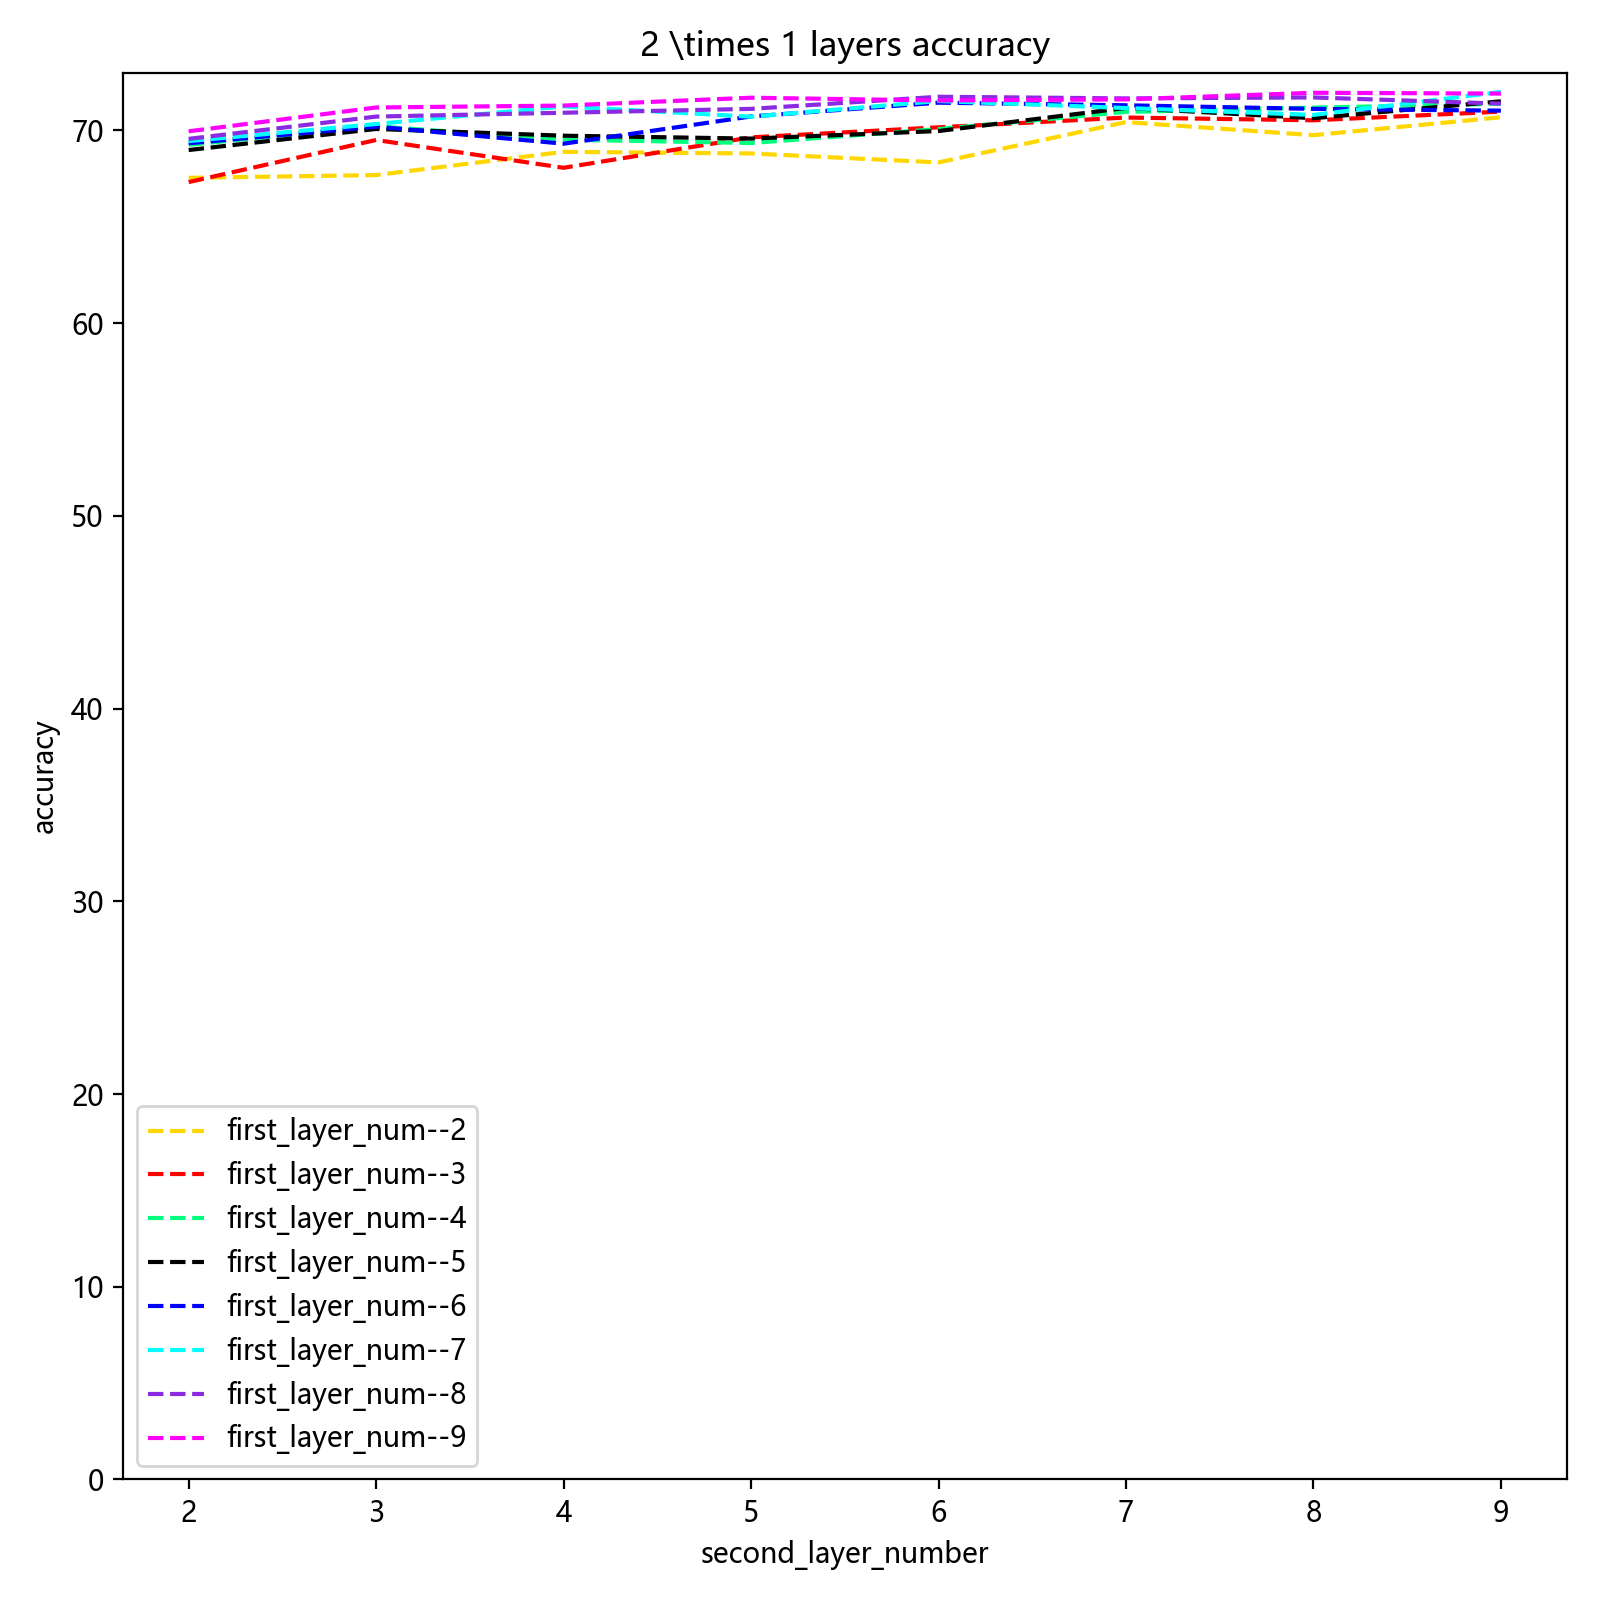 2 \times 1 layers accuracy
70
60
50
40
30
20
10
0
accuracy
first_layer_num--2
first_layer_num--3
first_layer_num--4
first_layer_num--5
first_layer_num--6
first_layer_num--7
first_layer_num--8
first_layer_num--9
2 3 4 5 6 7 8 9
second_layer_number